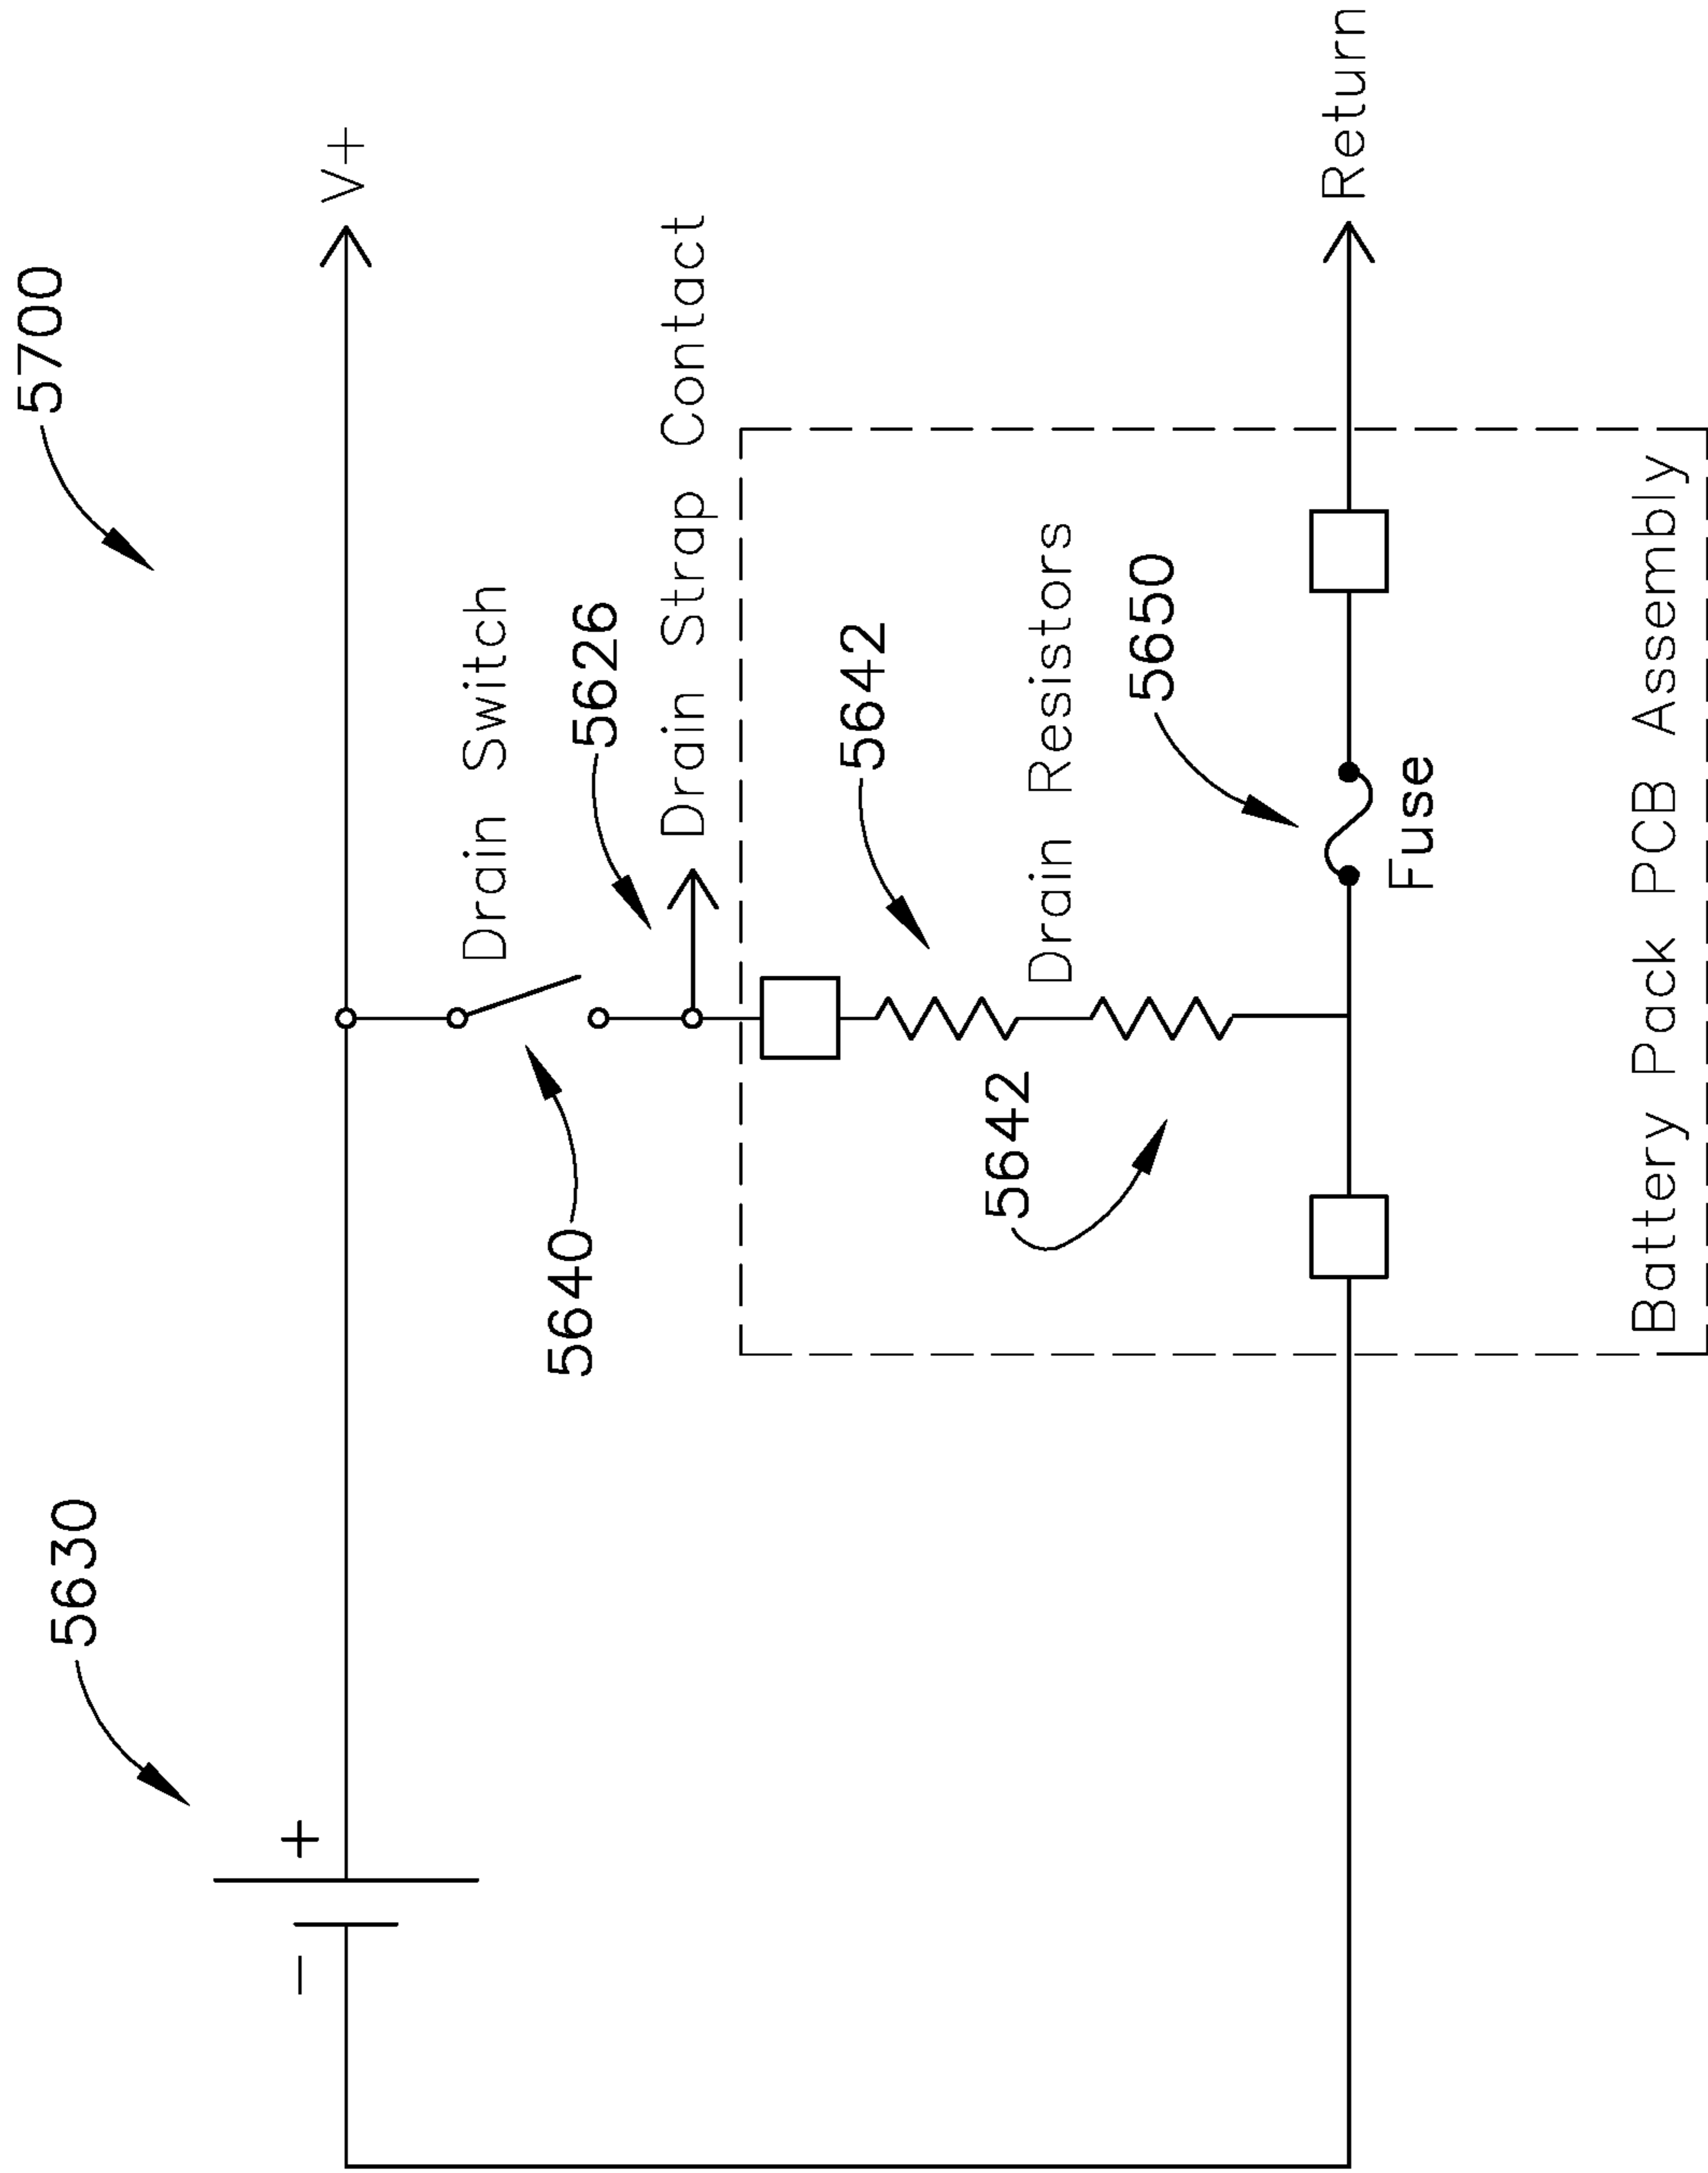 5700
5630
+
−
V+
Drain Switch
5640
5626
Drain Strap Contact
5642
5642
Drain Resistors
5650
Fuse
Return
Battery Pack PCB Assembly